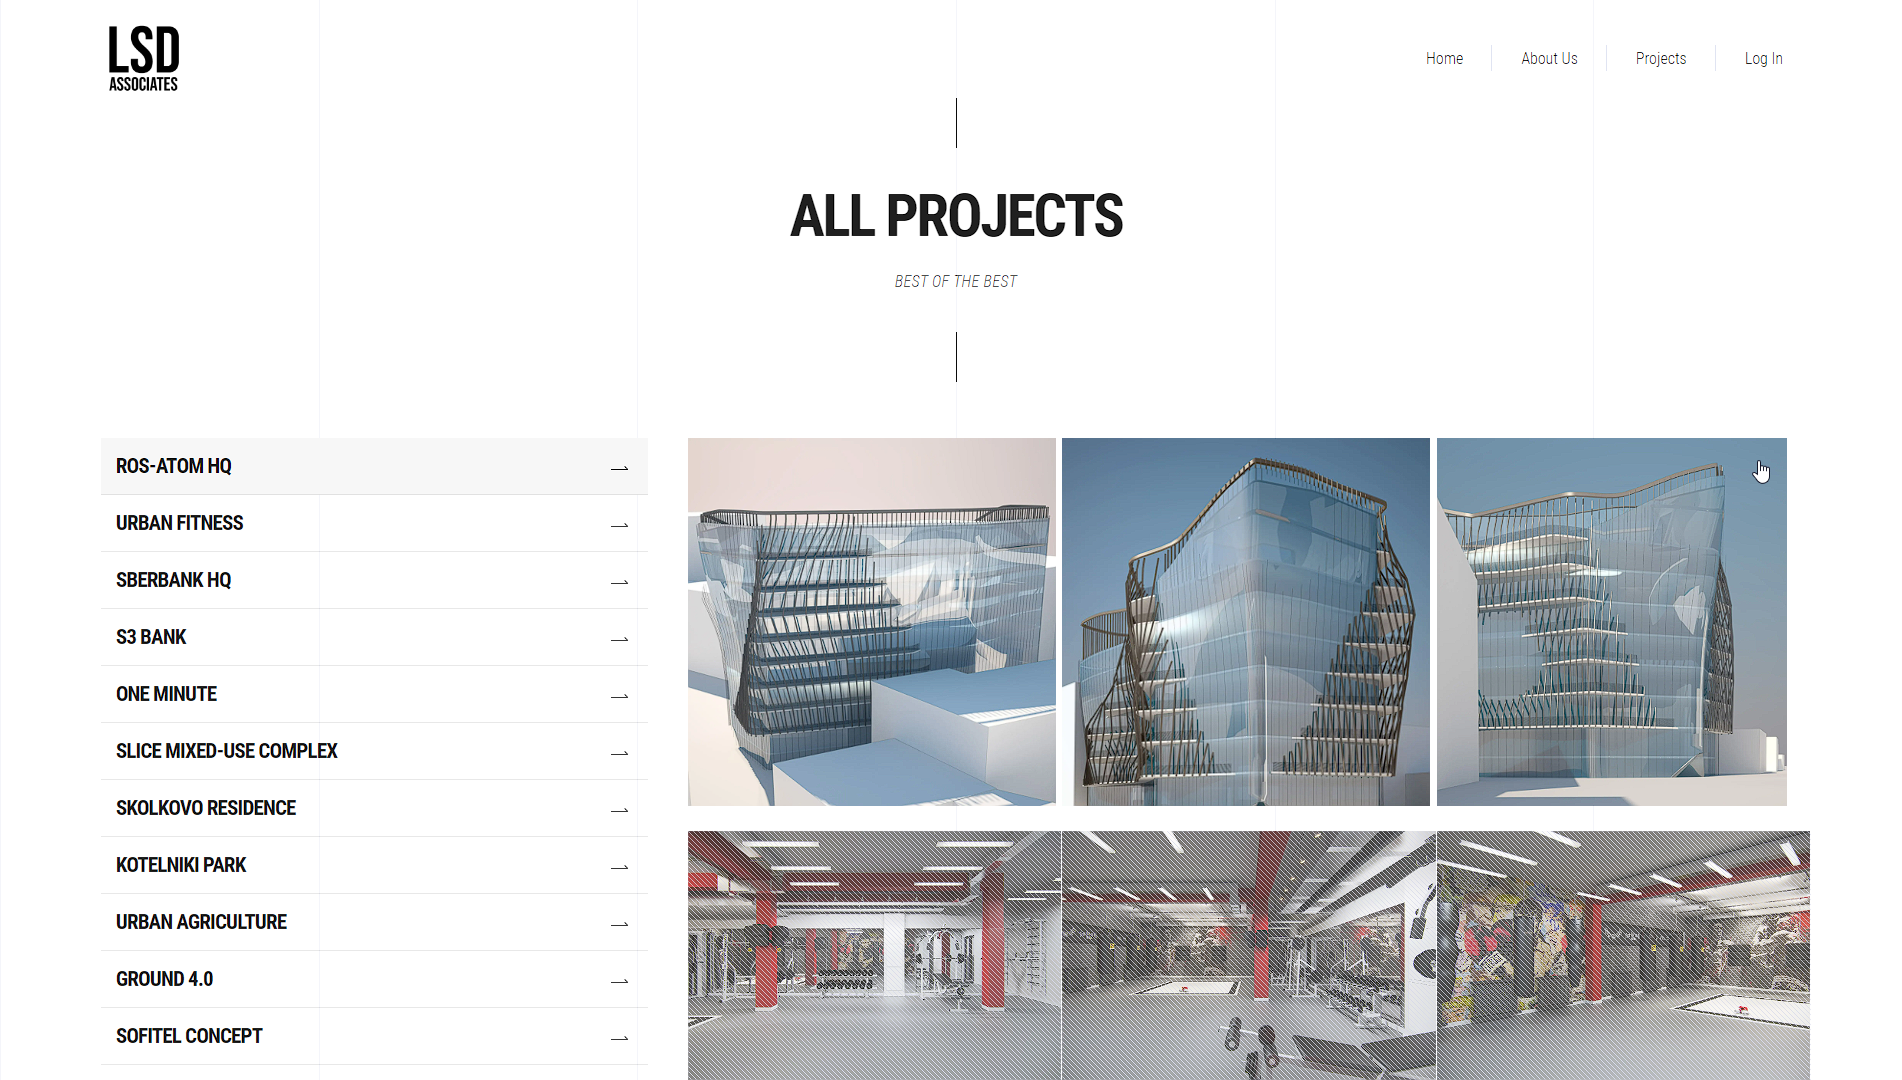 LSD
ASSOCIATES
Home
About Us
Projects
Log In
ALL PROJECTS
BEST OF THE BEST
ROS-ATOM HQ
URBAN FITNESS
SBERBANK HQ
S3 BANK
ONE MINUTE
SLICE MIXED-USE COMPLEX
SKOLKOVO RESIDENCE
KOTELNIKI PARK
URBAN AGRICULTURE
GROUND 4.0
SOFITEL CONCEPT